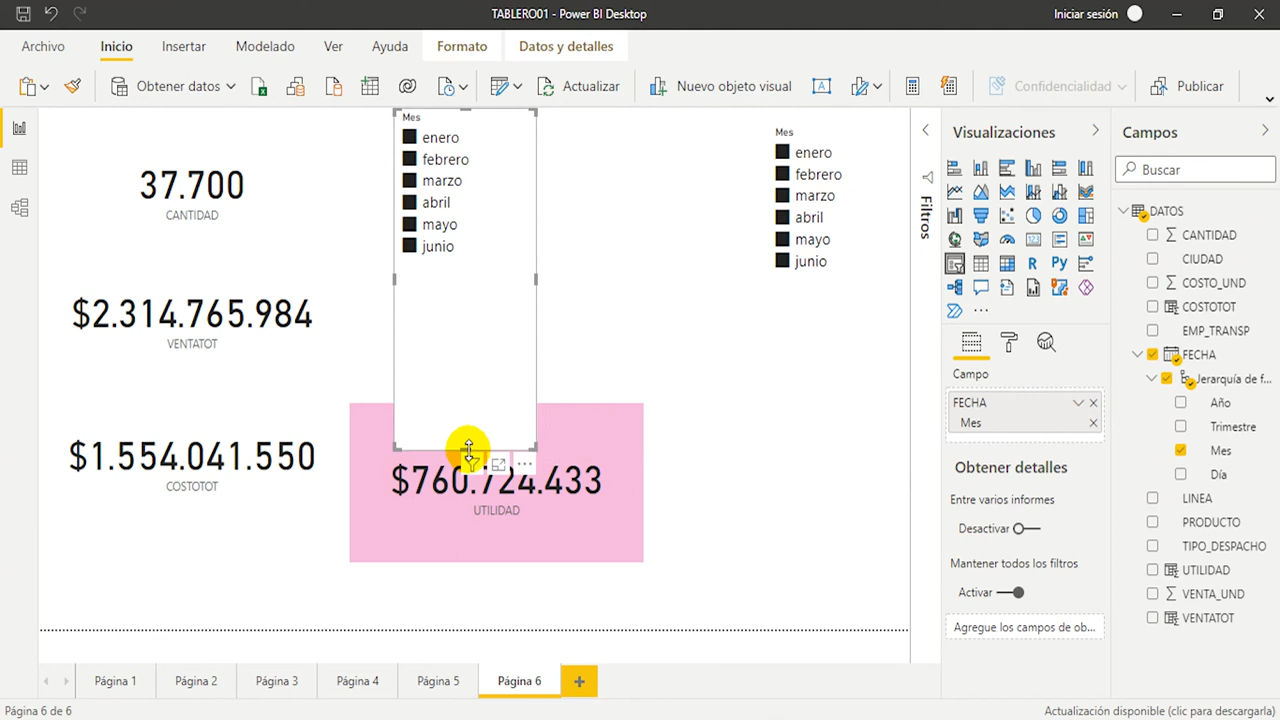 TABLERO01 - Power BI Desktop
Iniciar sesión
Archivo
Inicio
Insertar
Modelado
Ver
Ayuda
Formato
Datos y detalles
Obtener datos
Actualizar
Nuevo objeto visual
Confidencialidad
Publicar
37.700
CANTIDAD
$2.314.765.984
VENTATOT
$1.554.041.550
COSTOTOT
Mes
enero
febrero
marzo
abril
mayo
junio
$760.724.433
UTILIDAD
Mes
enero
febrero
marzo
abril
mayo
junio
Filtros
Visualizaciones
R
Py
Campo
FECHA
Mes
Obtener detalles
Entre varios informes
Desactivar
Mantener todos los filtros
Activar
Agregue los campos de ob...
Campos
Buscar
DATOS
CANTIDAD
CIUDAD
COSTO_UND
COSTOTOT
EMP_TRANSP
FECHA
Jerarquía de f...
Año
Trimestre
Mes
Día
LINEA
PRODUCTO
TIPO_DESPACHO
UTILIDAD
VENTA_UND
VENTATOT
Página 1
Página 2
Página 3
Página 4
Página 5
Página 6
Página 6 de 6
Actualización disponible (clic para descargarla)